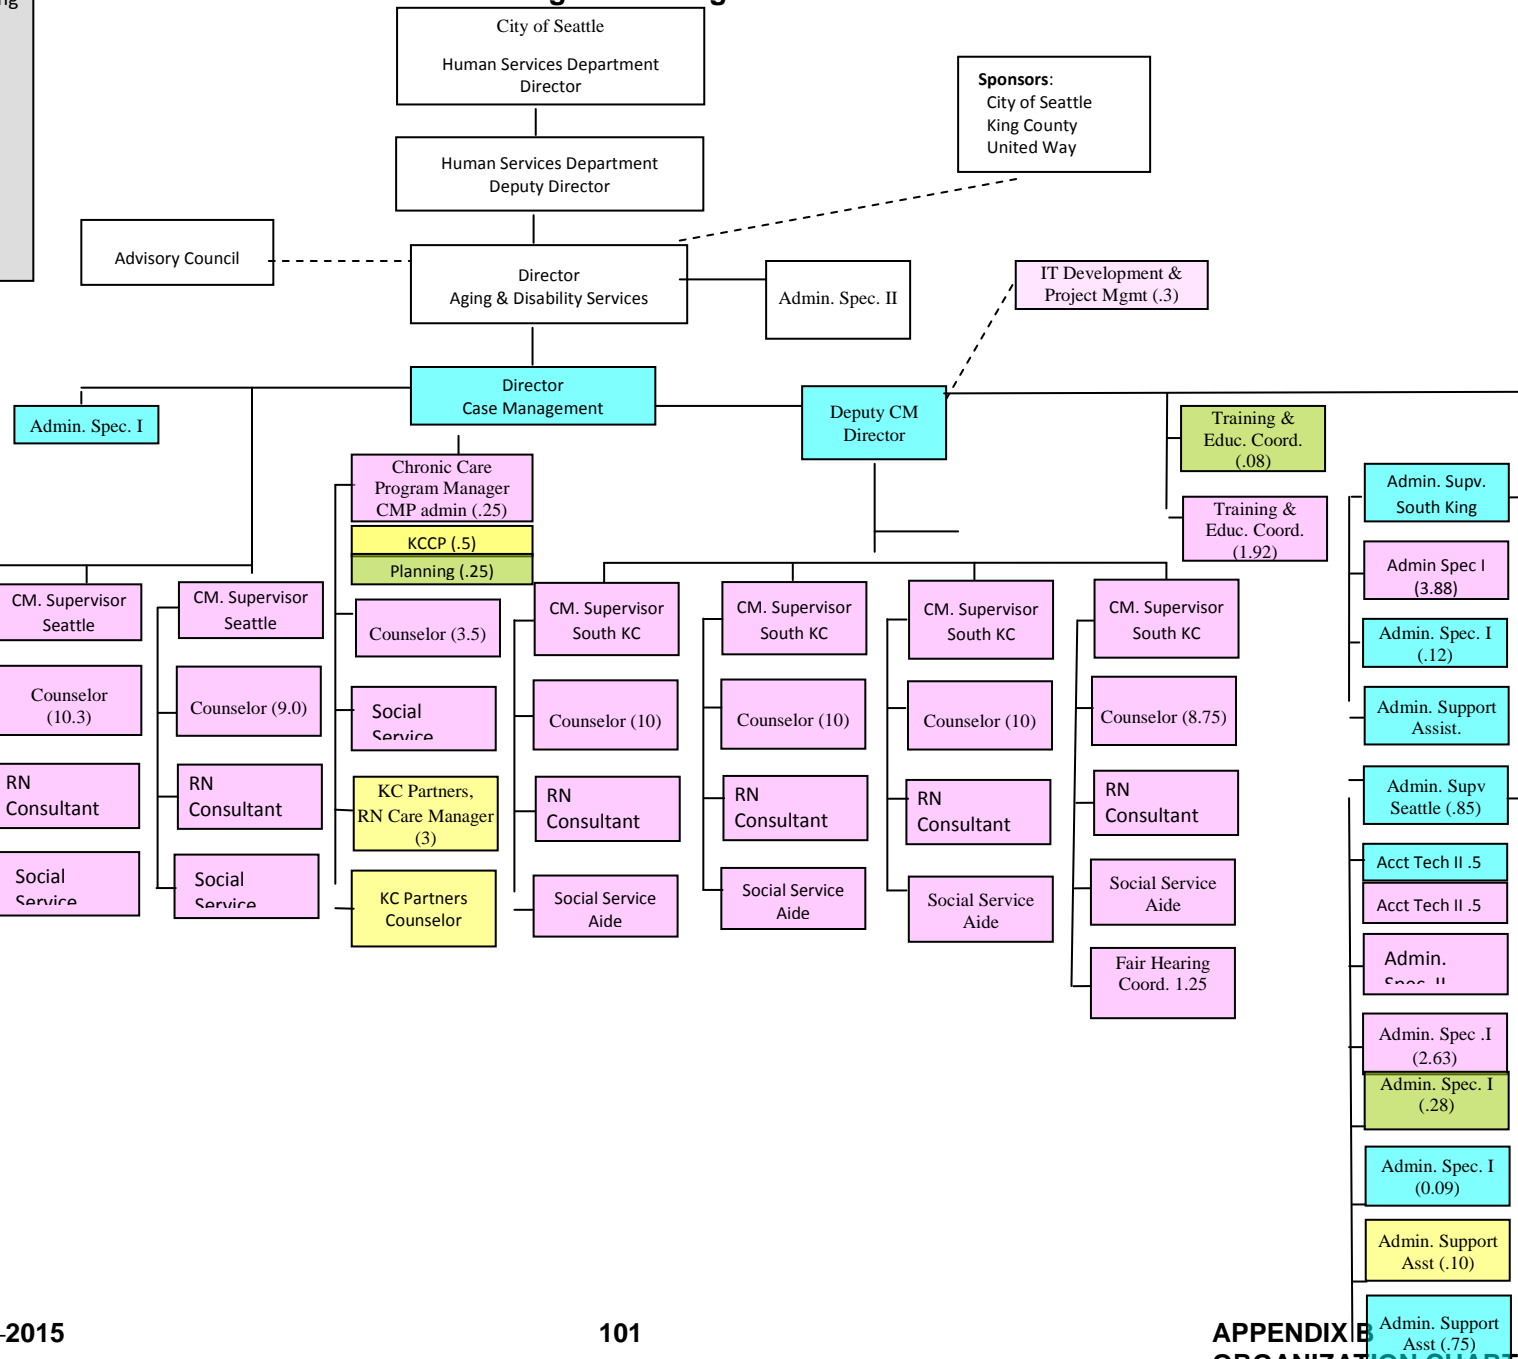 City of Seattle
Human Services Department
Director
Sponsors:
City of Seattle
King County
United Way
Human Services Department
Deputy Director
Advisory Council
Director
Aging & Disability Services
Admin. Spec. II
IT Development &
Project Mgmt (.3)
Director
Case Management
Deputy CM
Director
Admin. Spec. I
Training &
Educ. Coord.
(.08)
Training &
Educ. Coord.
(1.92)
Chronic Care
Program Manager
CMP admin (.25)
KCCP (.5)
Planning (.25)
CM. Supervisor
Seattle
Counselor
(10.3)
RN
Consultant
Social
Service
CM. Supervisor
Seattle
Counselor (9.0)
RN
Consultant
Social
Service
Counselor (3.5)
Social
Service
KC Partners,
RN Care Manager
(3)
KC Partners
Counselor
CM. Supervisor
South KC
Counselor (10)
RN
Consultant
Social Service
Aide
CM. Supervisor
South KC
Counselor (10)
RN
Consultant
Social Service
Aide
CM. Supervisor
South KC
Counselor (10)
RN
Consultant
Social Service
Aide
CM. Supervisor
South KC
Counselor (8.75)
RN
Consultant
Social Service
Aide
Fair Hearing
Coord. 1.25
Admin. Supv.
South King
Admin Spec I
(3.88)
Admin. Spec. I
(.12)
Admin. Support
Assist.
Admin. Supv
Seattle (.85)
Acct Tech II .5
Acct Tech II .5
Admin.
Spec. II
Admin. Spec .I
(2.63)
Admin. Spec. I
(.28)
Admin. Spec. I
(0.09)
Admin. Support
Asst (.10)
Admin. Support
Asst (.75)
-2015
101
APPENDIX B